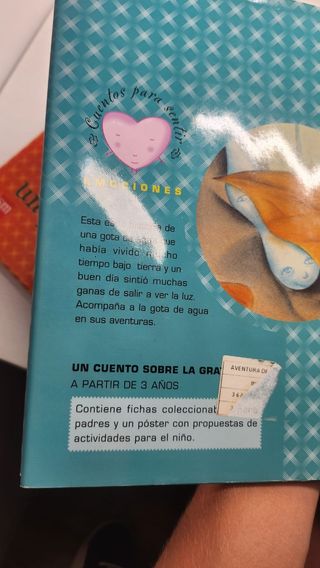 Cuentos para sentir
EMOCIONES
Esta es de
una gota que
había vivido mucho
tiempo bajo tierra y un
buen día sintió muchas
ganas de salir a ver la luz.
Acompaña a la gota de agua
en sus aventuras.
UN CUENTO SOBRE LA
A PARTIR DE 3 AÑOS
AVENTURA DE
Contiene fichas
padres y un póster con propuestas de
actividades para el niño.